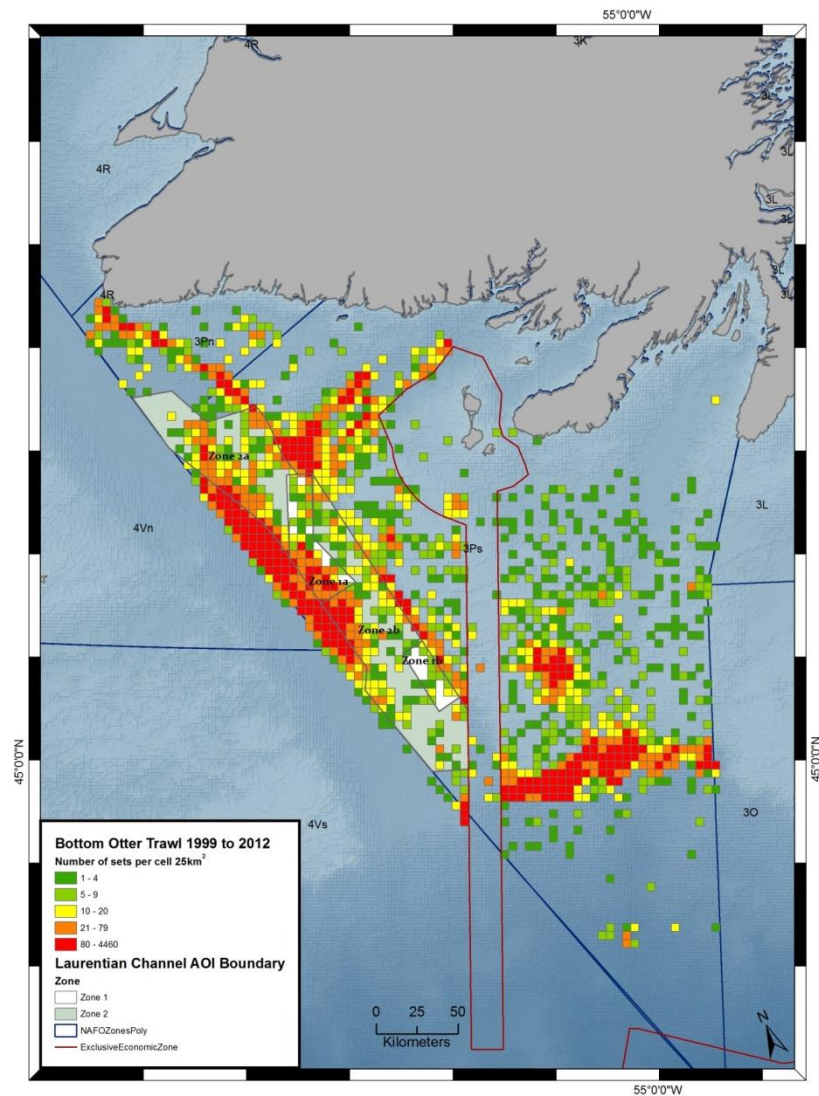 55°0'0"W
4R
3K
3L
4R
3L
3L
3L
3L
4R
3Pn
Zone 2a
4Vn
3L
3Ps
Zone 1a
Zone 2b
Zone 1b
45°0'0"N
45°0'0"N
3O
4Vs
Bottom Otter Trawl 1999 to 2012
Number of sets per cell 25km²
1 - 4
5 - 9
10 - 20
21 - 79
80 - 4460
Laurentian Channel AOI Boundary
Zone
Zone 1
Zone 2
NAFOZonesPoly
ExclusiveEconomicZone
0 25 50
Kilometers
N
55°0'0"W